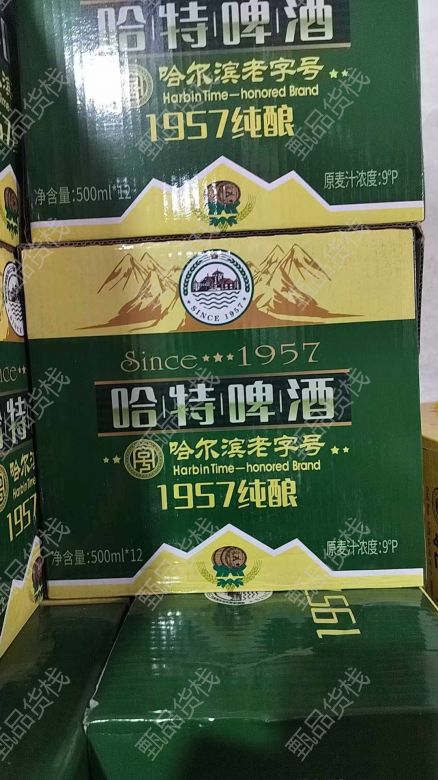 哈特啤酒
哈尔滨老字号
Harbin Time—honored Brand
1957纯酿
净含量:500ml*12
原麦汁浓度:9°P
SINCE 1957
Since 1957
哈特啤酒
哈尔滨老字号
Harbin Time—honored Brand
1957纯酿
净含量:500ml*12
原麦汁浓度:9°P
195
甄品货栈